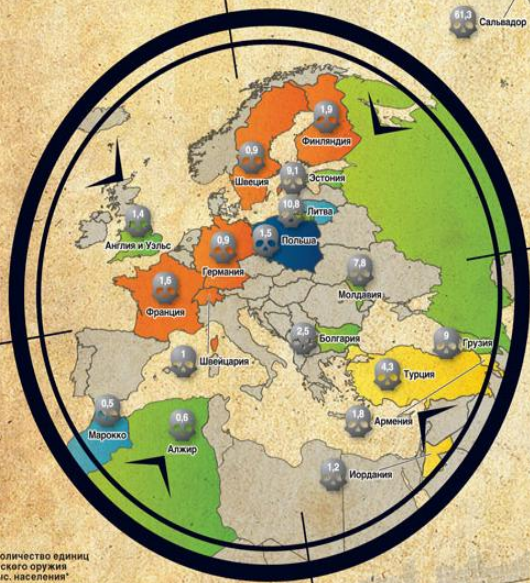 61,3
Сальвадор
1,9
Финляндия
0,9
Швеция
9,1
Эстония
10,8
Литва
1,4
Англия и Уэльс
0,9
Германия
1,5
Польша
7,8
Молдавия
1,6
Франция
2,5
Болгария
9
Грузия
1
Швейцария
4,3
Турция
0,5
Марокко
0,6
Алжир
1,8
Армения
1,2
Иордания
оличество единиц
ского оружия
ыс. населения*